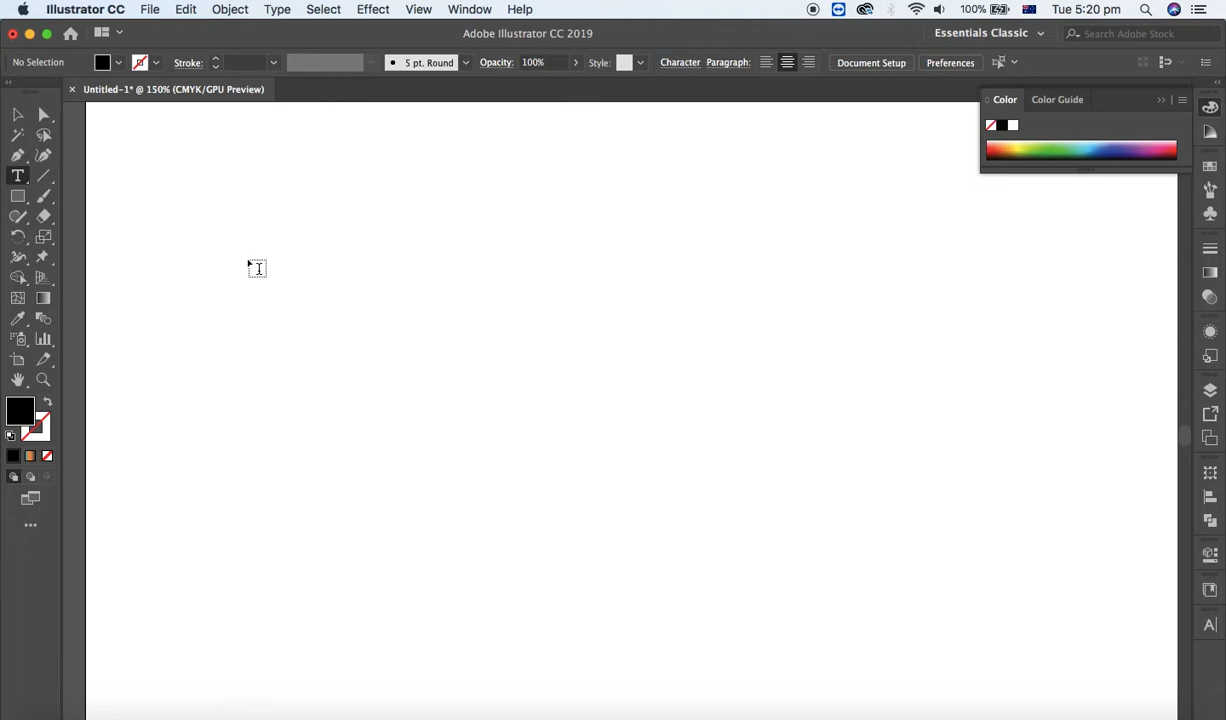 Illustrator CC File Edit Object Type Select Effect View Window Help 100% Tue 5:20 pm
Adobe Illustrator CC 2019 Essentials Classic Search Adobe Stock
No Selection Stroke: 5 pt. Round Opacity: 100% Style: Character Paragraph: Document Setup Preferences
× Untitled-1* @ 150% (CMYK/GPU Preview)
Color Color Guide